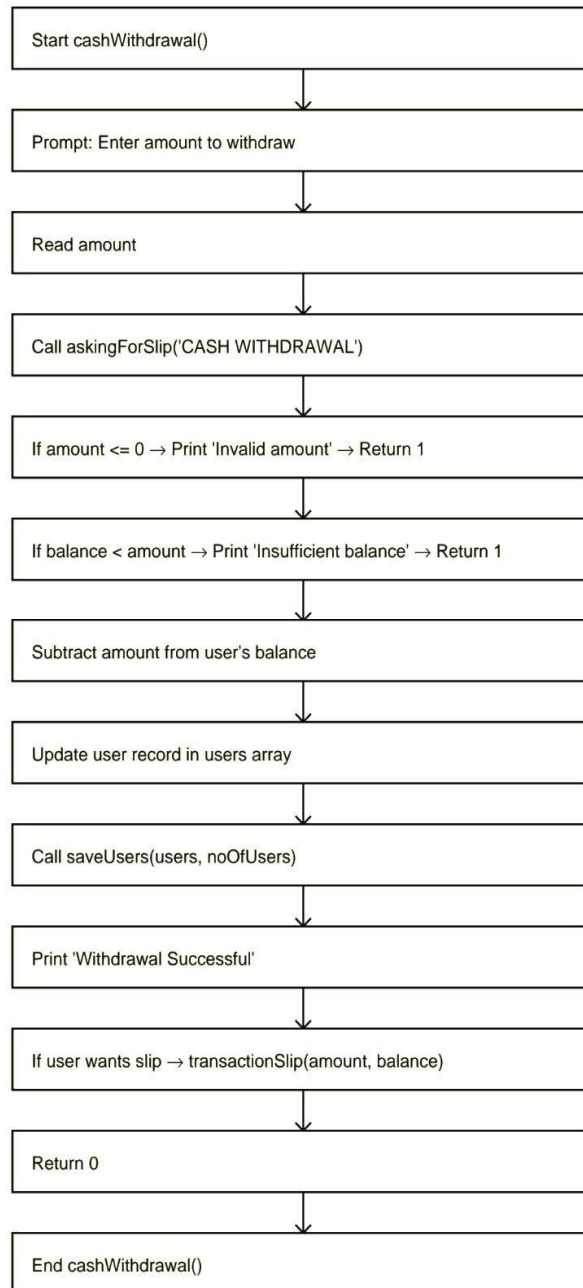 Start cashWithdrawal()
Prompt: Enter amount to withdraw
Read amount
Call askingForSlip('CASH WITHDRAWAL')
If amount <= 0 → Print 'Invalid amount' → Return 1
If balance < amount → Print 'Insufficient balance' → Return 1
Subtract amount from user's balance
Update user record in users array
Call saveUsers(users, noOfUsers)
Print 'Withdrawal Successful'
If user wants slip → transactionSlip(amount, balance)
Return 0
End cashWithdrawal()